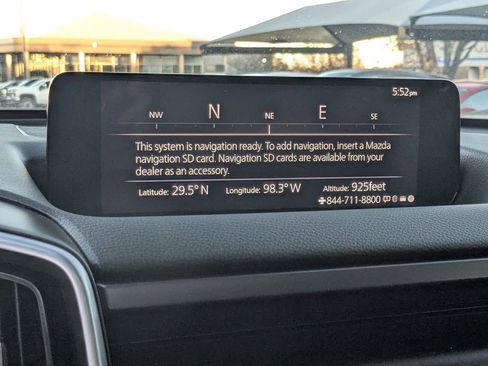 5:52pm
NW N NE E SE
This system is navigation ready. To add navigation, insert a Mazda
navigation SD card. Navigation SD cards are available from your
dealer as an accessory.
Latitude: 29.5° N Longitude: 98.3° W Altitude: 925feet
844-711-8800